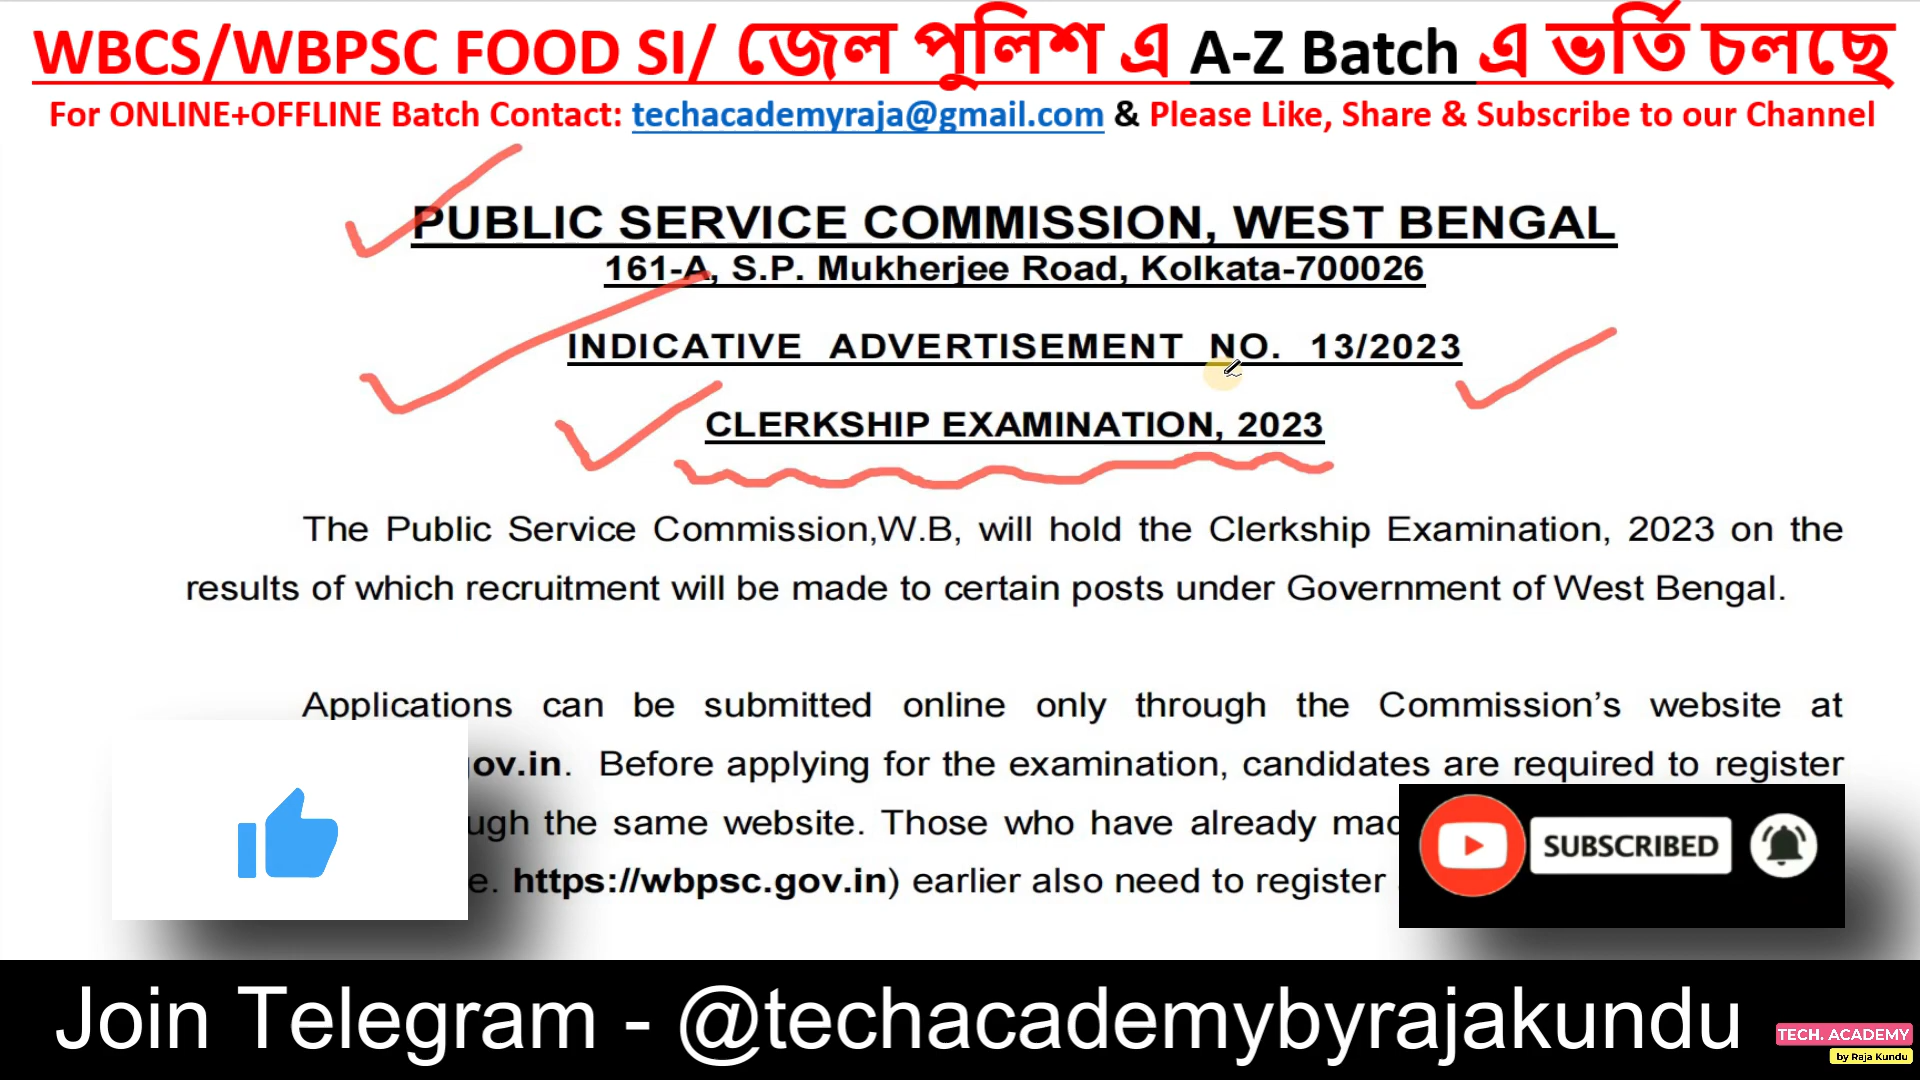 WBCS/WBPSC FOOD SI/ জেল পুলিশ এ A-Z Batch এ ভর্তি চলছে
For ONLINE+OFFLINE Batch Contact: techacademyraja@gmail.com & Please Like, Share & Subscribe to our Channel
PUBLIC SERVICE COMMISSION, WEST BENGAL
161-A, S.P. Mukherjee Road, Kolkata-700026
INDICATIVE ADVERTISEMENT NO. 13/2023
CLERKSHIP EXAMINATION, 2023
The Public Service Commission,W.B, will hold the Clerkship Examination, 2023 on the
results of which recruitment will be made to certain posts under Government of West Bengal.
Applications can be submitted online only through the Commission's website at
ov.in. Before applying for the examination, candidates are required to register
ugh the same website. Those who have already mad
e. https://wbpsc.gov.in) earlier also need to register
SUBSCRIBED
Join Telegram - @techacademybyrajakundu
TECH. ACADEMY
by Raja Kundu